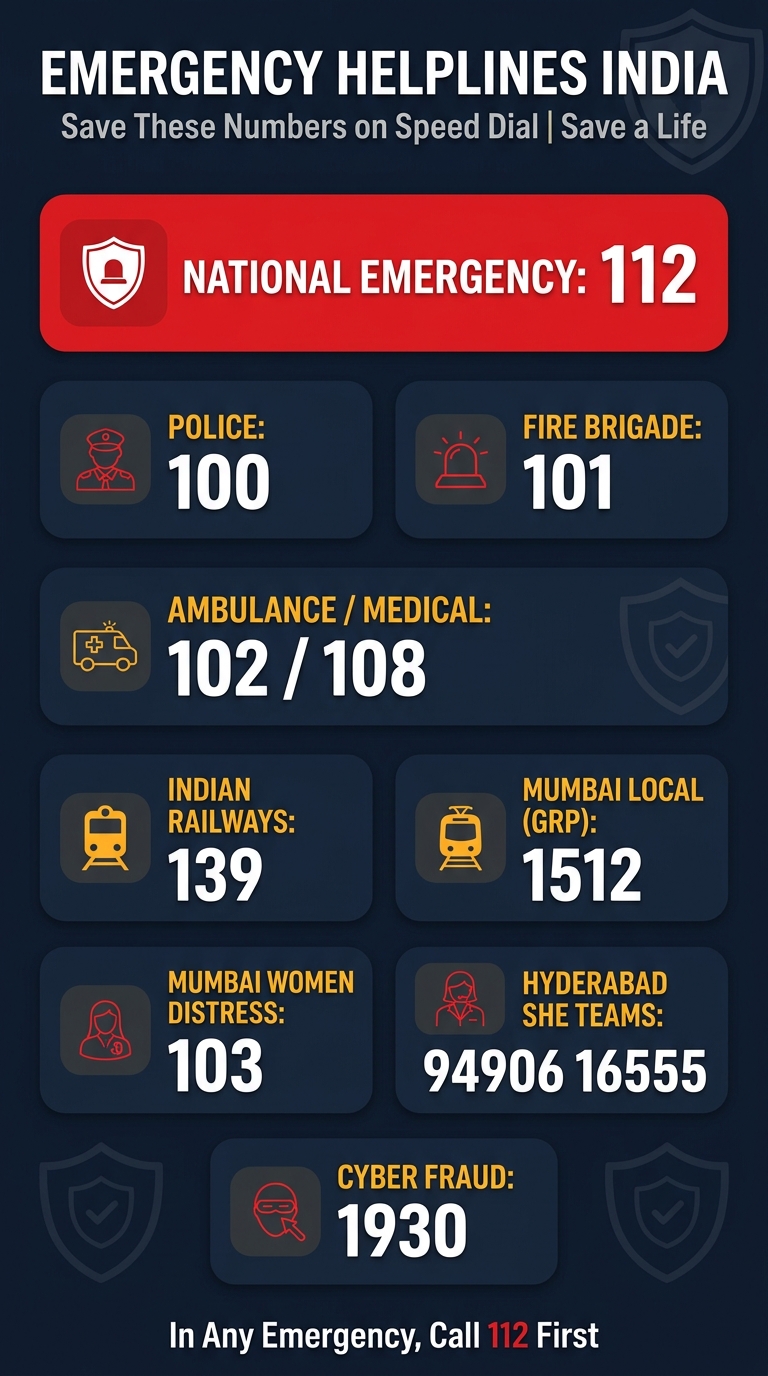 EMERGENCY HELPLINES INDIA
Save These Numbers on Speed Dial | Save a Life
NATIONAL EMERGENCY: 112
POLICE:
100
FIRE BRIGADE:
101
AMBULANCE / MEDICAL:
102 / 108
INDIAN
RAILWAYS:
139
MUMBAI LOCAL
(GRP):
1512
MUMBAI WOMEN
DISTRESS:
103
HYDERABAD
SHE TEAMS:
94906 16555
CYBER FRAUD:
1930
In Any Emergency, Call 112 First